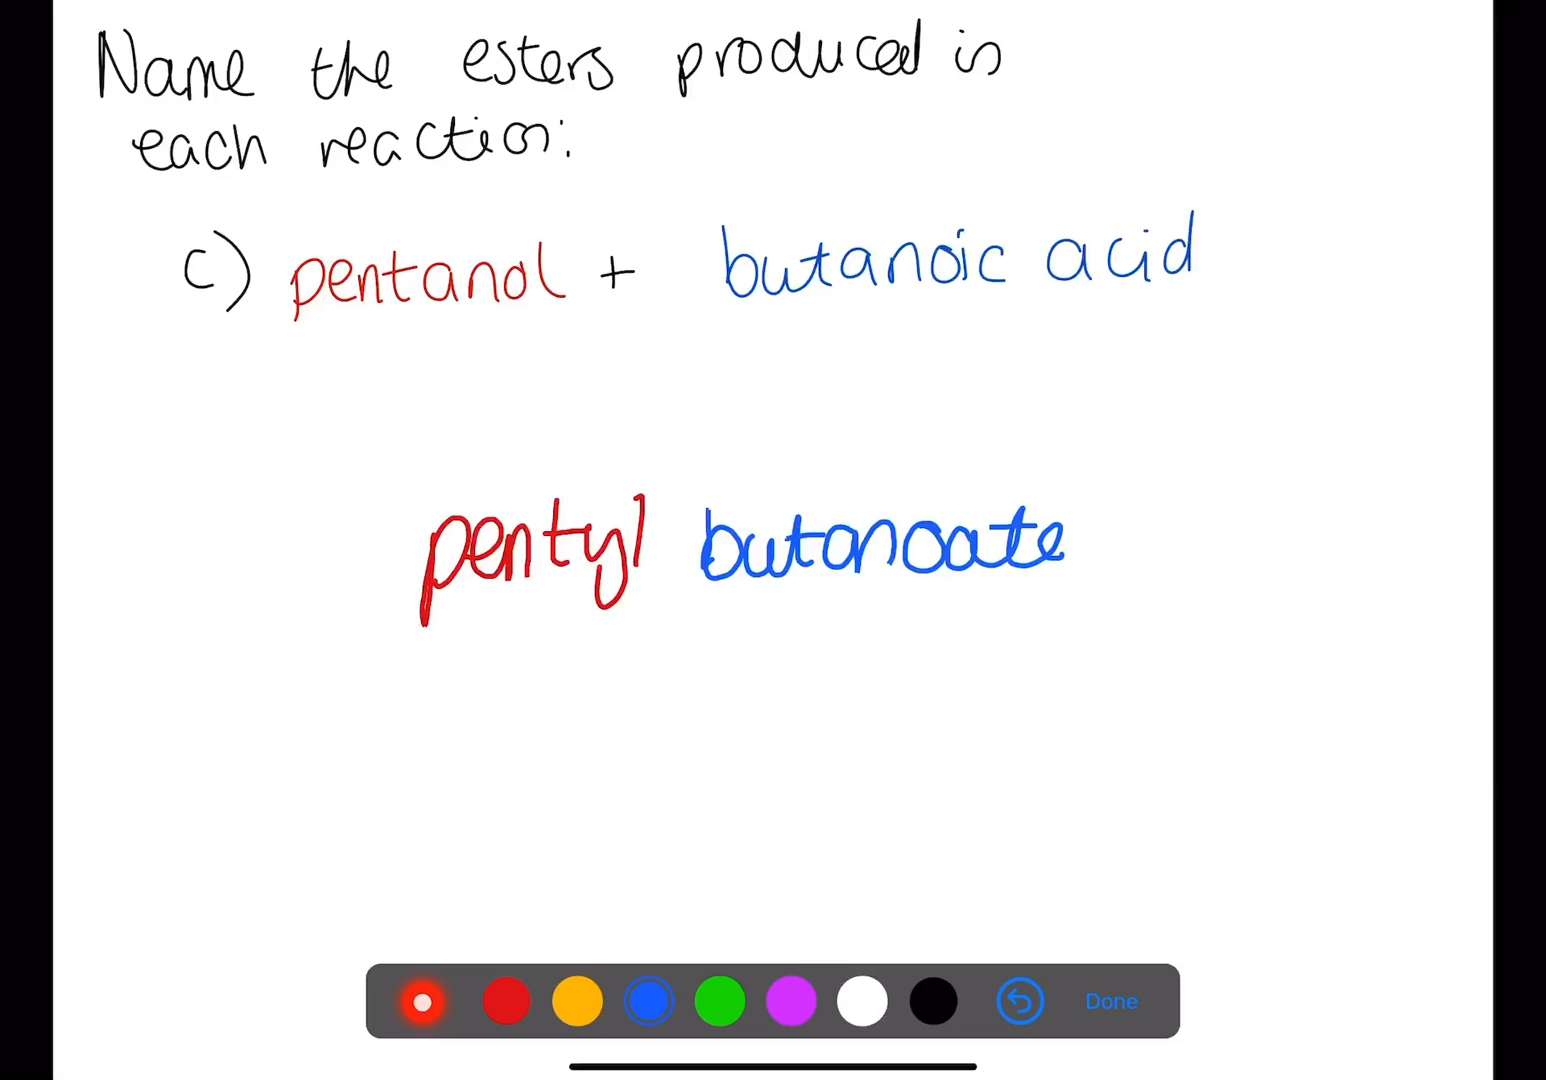 Name the esters produced in
each reaction:
c) pentanol + butanoic acid
pentyl butanoate
Done